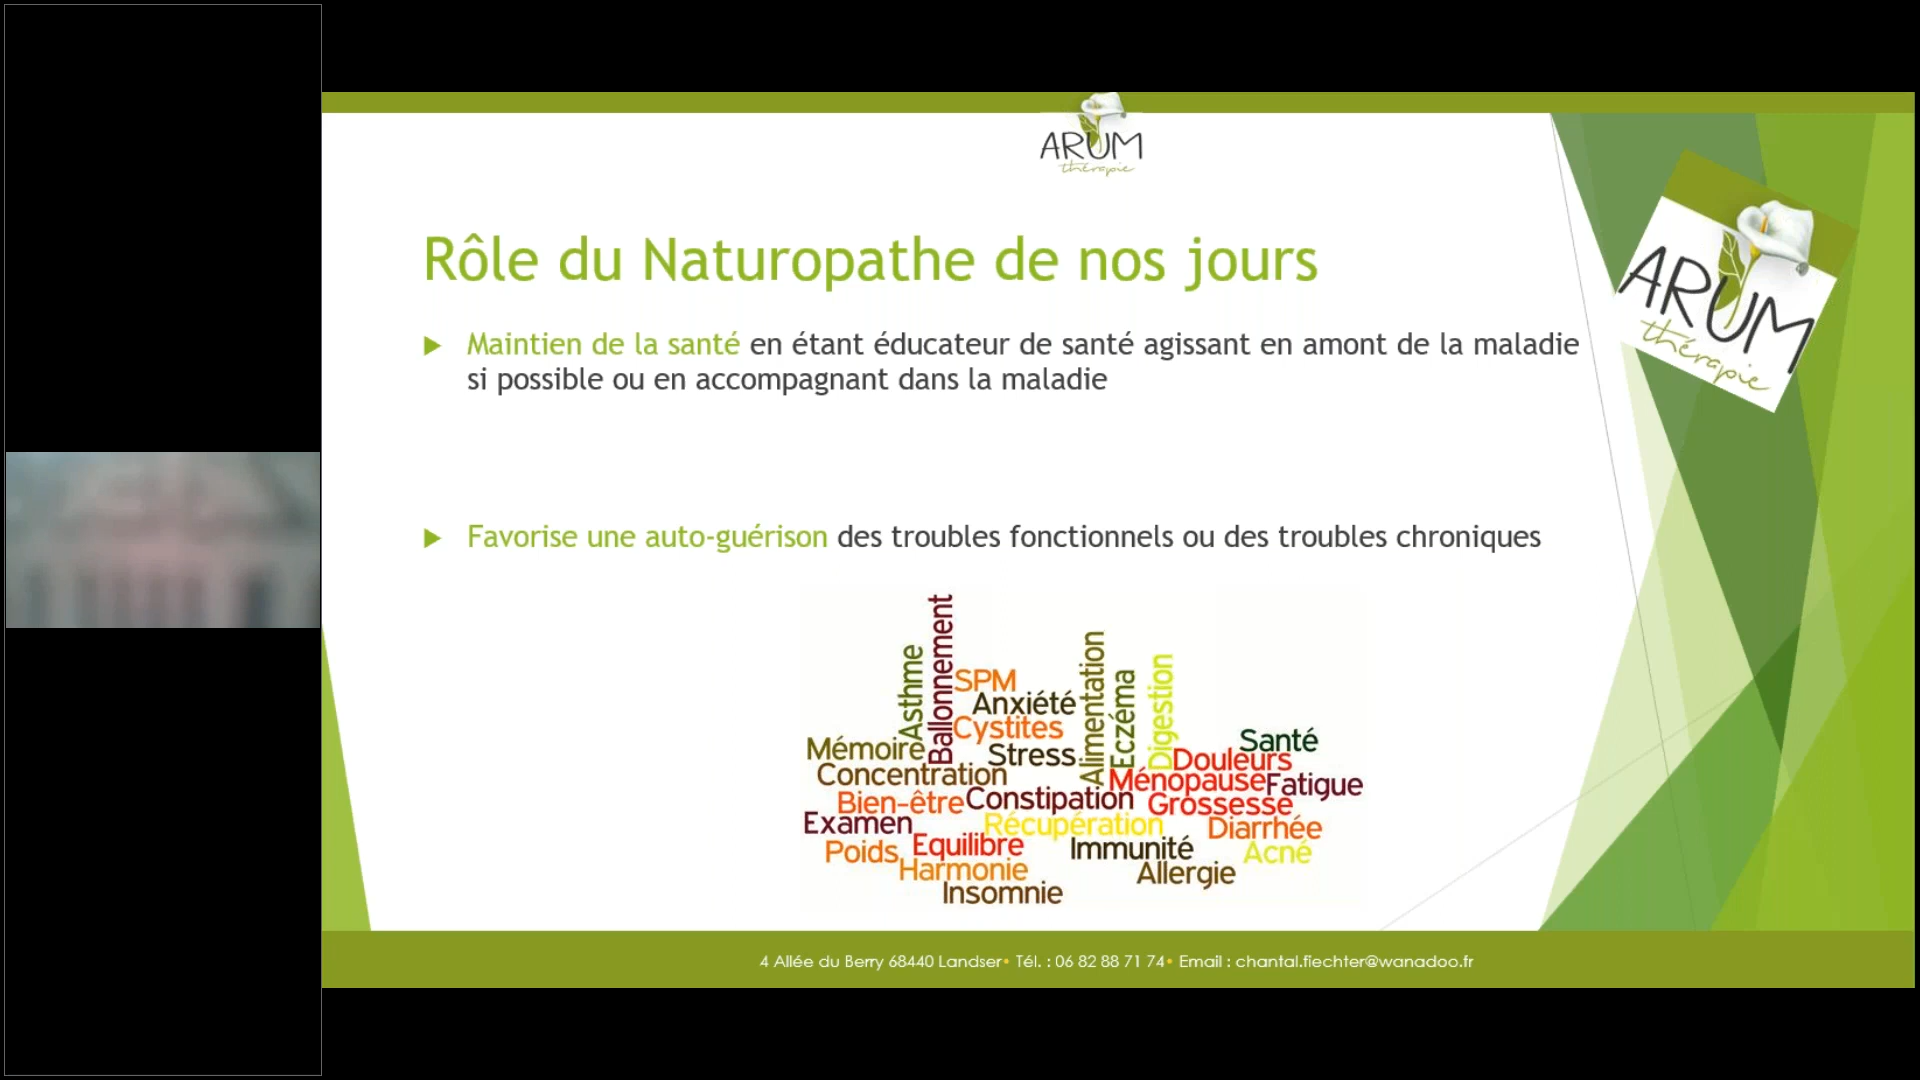 ARUM
thérapie
Rôle du Naturopathe de nos jours
ARUM
thérapie
Maintien de la santé en étant éducateur de santé agissant en amont de la maladie
si possible ou en accompagnant dans la maladie
Favorise une auto-guérison des troubles fonctionnels ou des troubles chroniques
Asthme
Ballonnement
SPM
Anxiété
Cystites
Stress
Alimentation
Eczéma
Digestion
Santé
Mémoire
Concentration
Douleurs
Ménopause
Fatigue
Bien-être
Constipation
Grossesse
Examen
Récupération
Diarrhée
Poids
Equilibre
Immunité
Acné
Harmonie
Allergie
Insomnie
4 Allée du Berry 68440 Landser• Tél. : 06 82 88 71 74• Email : chantal.fiechter@wanadoo.fr